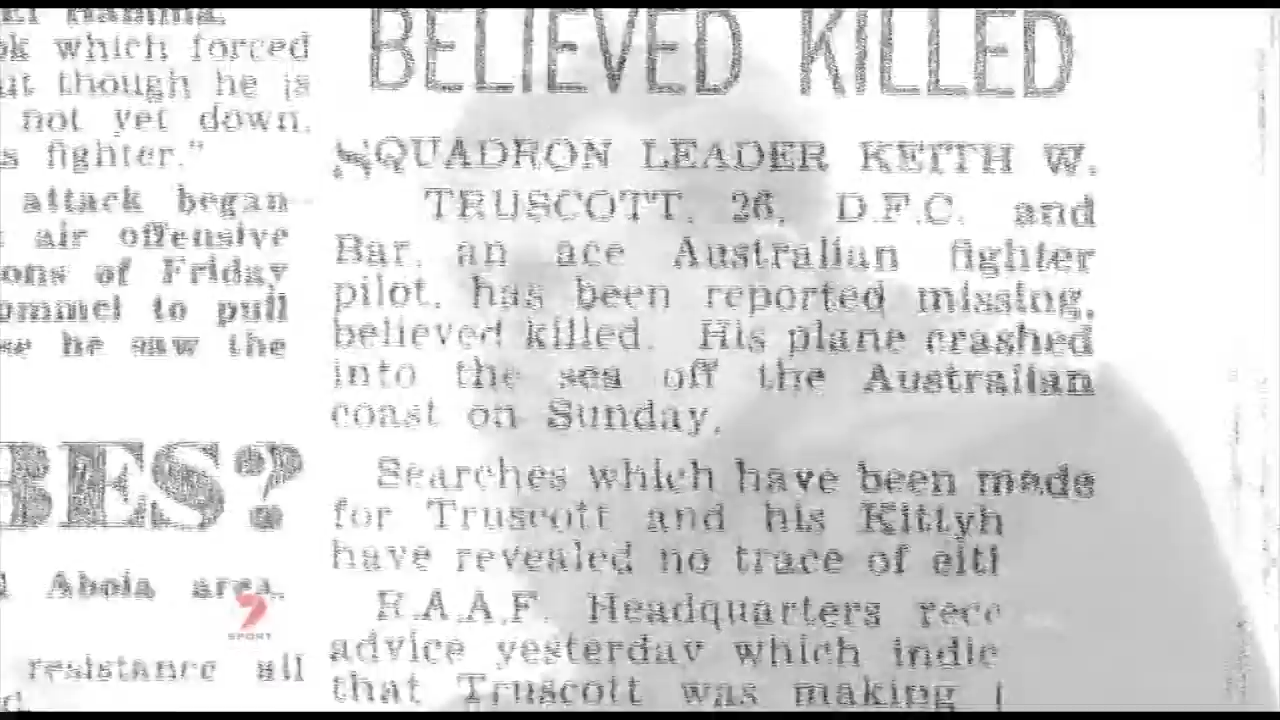 ok which forced
ut though he is
not yet down,
s fighter."
attack began
air offensive
ons of Friday
ommel to pull
se he saw the
BES?
Abois area.
resistance all
BELIEVED KILLED
SQUADRON LEADER KEITH W.
TRUSCOTT, 26, D.F.C. and
Bar, an ace Australian fighter
pilot, has been reported missing,
believed killed. His plane crashed
into the sea off the Australian
coast on Sunday.
Searches which have been made
for Truscott and his Kittyh
have revealed no trace of eith
R.A.A.F. Headquarters rece
advice yesterday which indic
that Truscott was making
7
SPORT